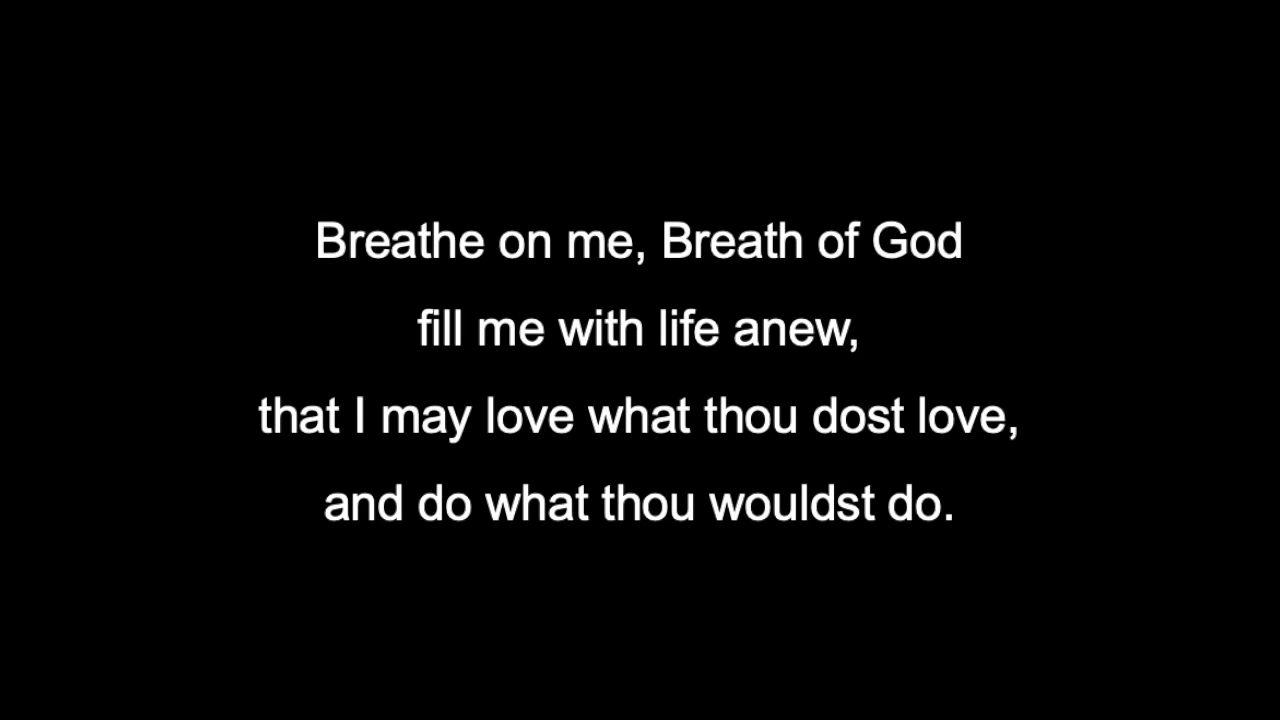 Breathe on me, Breath of God
fill me with life anew,
that I may love what thou dost love,
and do what thou wouldst do.